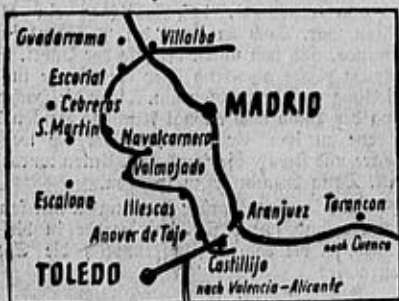 Guadarrama
Villalba
Escorial
Cebreros
MADRID
S. Martin
Navalcarnero
Valmojado
Escalona
Illescas
Aranjuez
Tarancon
Anover de Tajo
nach Cuenca
TOLEDO
Castillijo
nach Valencia-Alicante